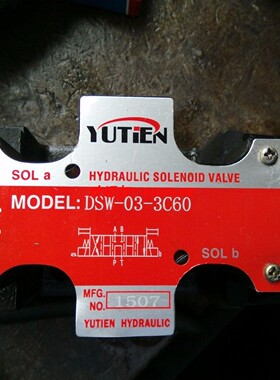 YUTiEN
SOL a
HYDRAULIC SOLENOID VALVE
MODEL: DSW-03-3C60
A B
P T
SOL b
MFG.
NO. 1507
YUTIEN HYDRAULIC